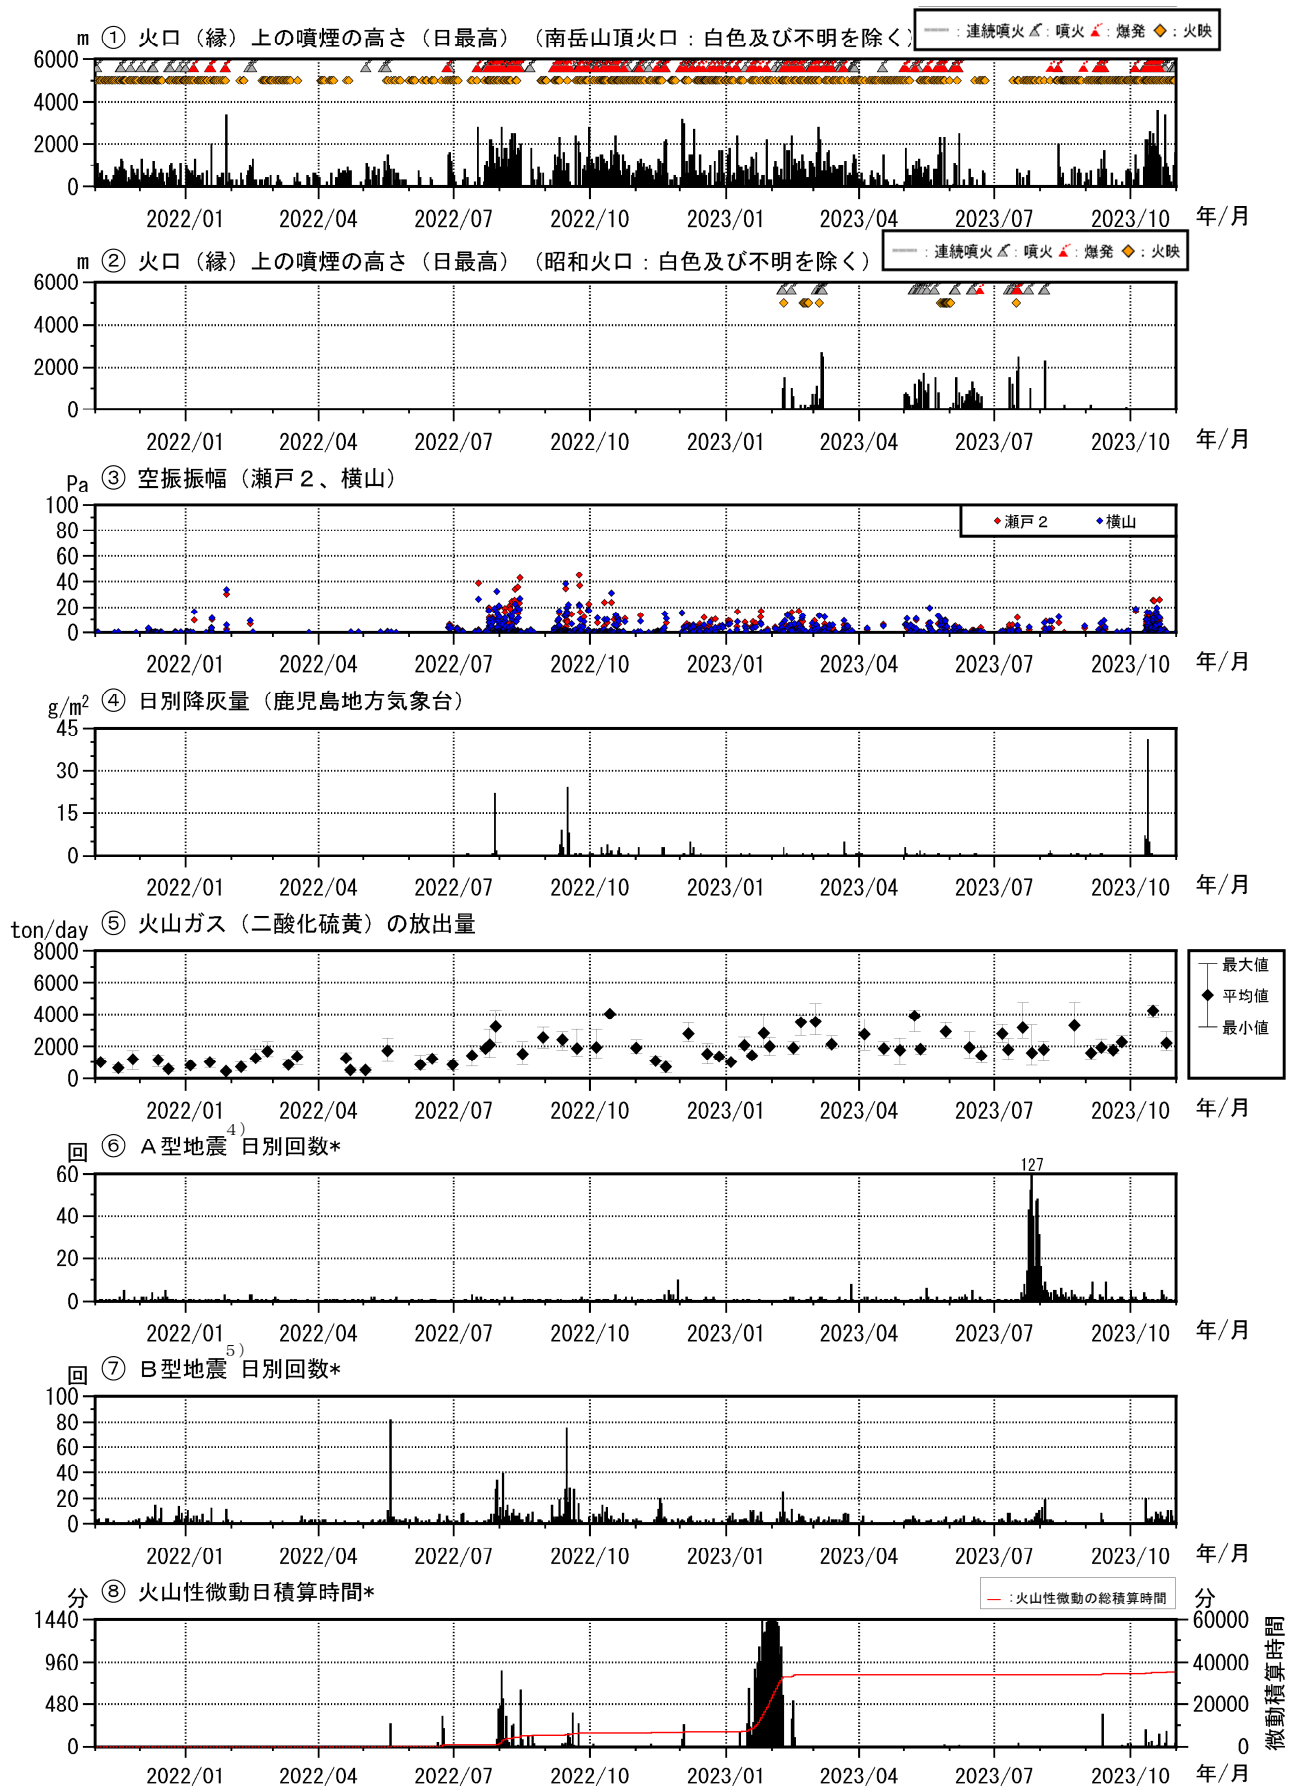 m ① 火口（縁）上の噴煙の高さ（日最高）（南岳山頂火口：白色及び不明を除く）
：連続噴火 ：噴火 ：爆発 ：火映
6000
4000
2000
0
2022/01 2022/04 2022/07 2022/10 2023/01 2023/04 2023/07 2023/10 年/月
m ② 火口（縁）上の噴煙の高さ（日最高）（昭和火口：白色及び不明を除く）
：連続噴火 ：噴火 ：爆発 ：火映
6000
4000
2000
0
2022/01 2022/04 2022/07 2022/10 2023/01 2023/04 2023/07 2023/10 年/月
Pa ③ 空振振幅（瀬戸２、横山）
瀬戸２ 横山
100
80
60
40
20
0
2022/01 2022/04 2022/07 2022/10 2023/01 2023/04 2023/07 2023/10 年/月
g/m² ④ 日別降灰量（鹿児島地方気象台）
45
30
15
0
2022/01 2022/04 2022/07 2022/10 2023/01 2023/04 2023/07 2023/10 年/月
ton/day ⑤ 火山ガス（二酸化硫黄）の放出量
8000
6000
4000
2000
0
最大値
平均値
最小値
2022/01 2022/04 2022/07 2022/10 2023/01 2023/04 2023/07 2023/10 年/月
回 ⑥ Ａ型地震4) 日別回数*
127
60
40
20
0
2022/01 2022/04 2022/07 2022/10 2023/01 2023/04 2023/07 2023/10 年/月
回 ⑦ Ｂ型地震5) 日別回数*
100
80
60
40
20
0
2022/01 2022/04 2022/07 2022/10 2023/01 2023/04 2023/07 2023/10 年/月
分 ⑧ 火山性微動日積算時間*
：火山性微動の総積算時間
分
1440 60000
960 40000
480 20000
0 0
微動積算時間
2022/01 2022/04 2022/07 2022/10 2023/01 2023/04 2023/07 2023/10 年/月